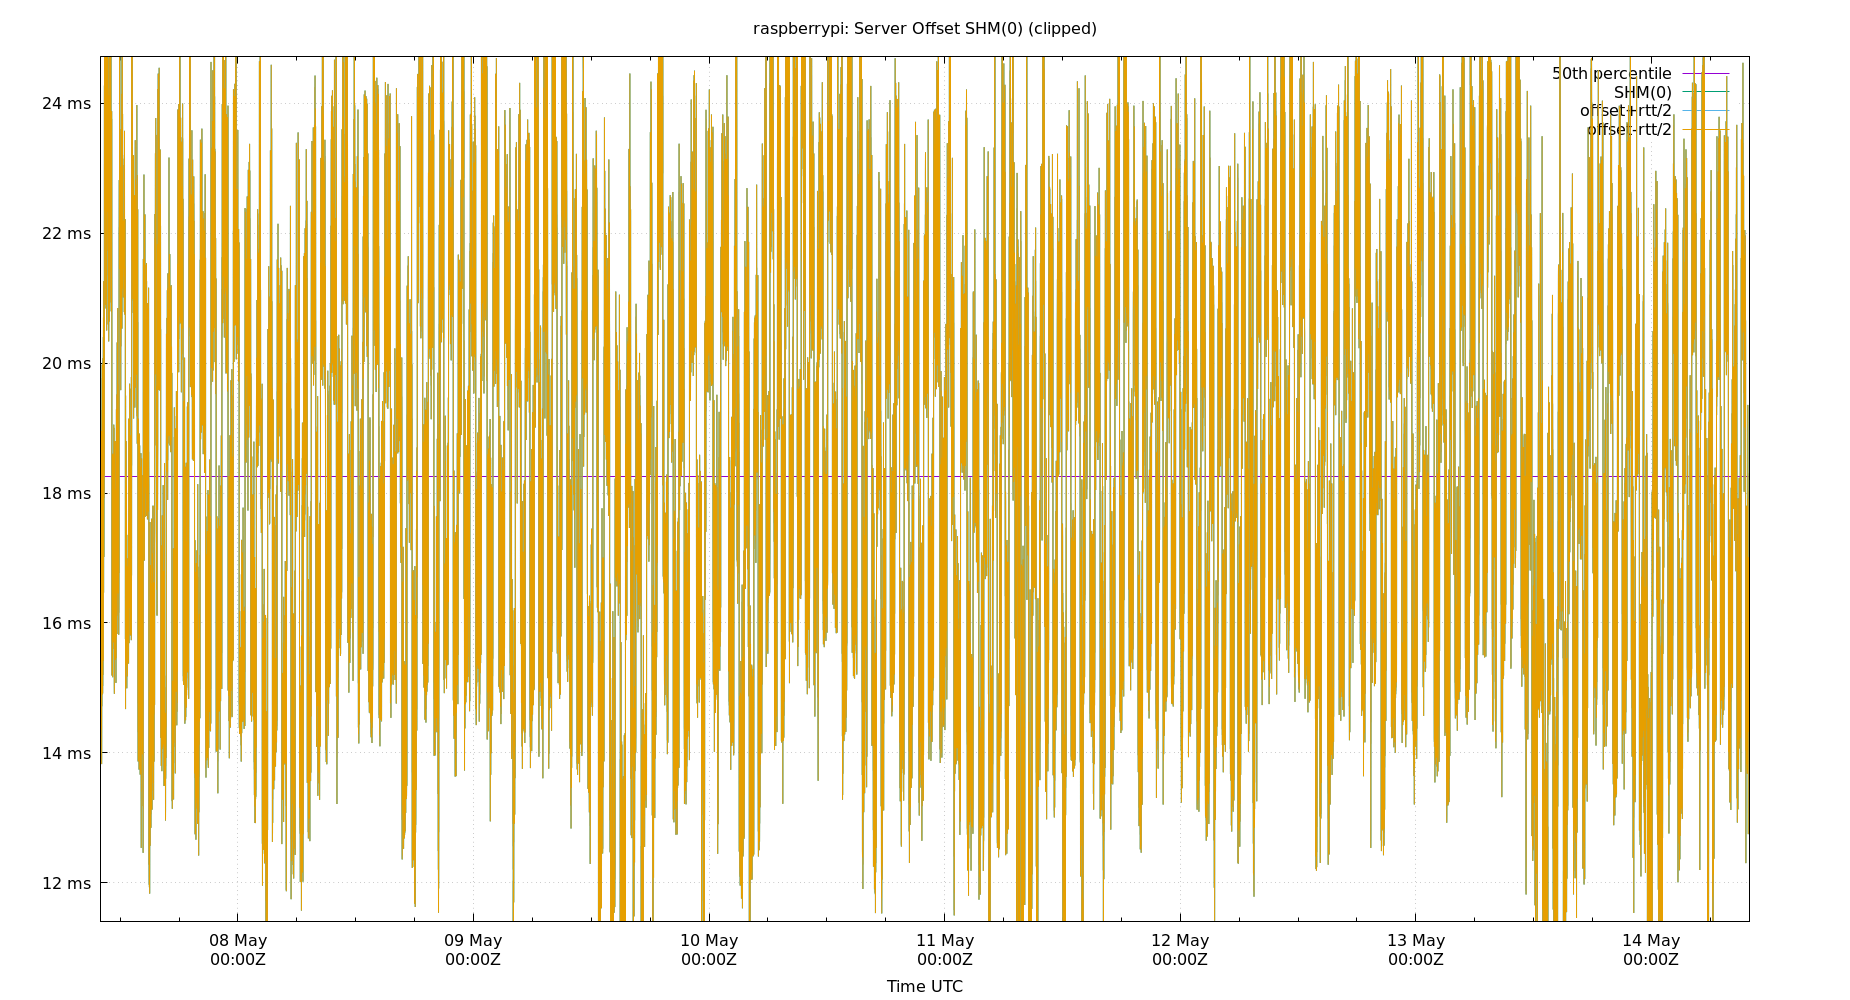 raspberrypi: Server Offset SHM(0) (clipped)
50th percentile
SHM(0)
offset+rtt/2
offset-rtt/2
24 ms
22 ms
20 ms
18 ms
16 ms
14 ms
12 ms
08 May 09 May 10 May 11 May 12 May 13 May 14 May
00:00Z 00:00Z 00:00Z 00:00Z 00:00Z 00:00Z 00:00Z
Time UTC